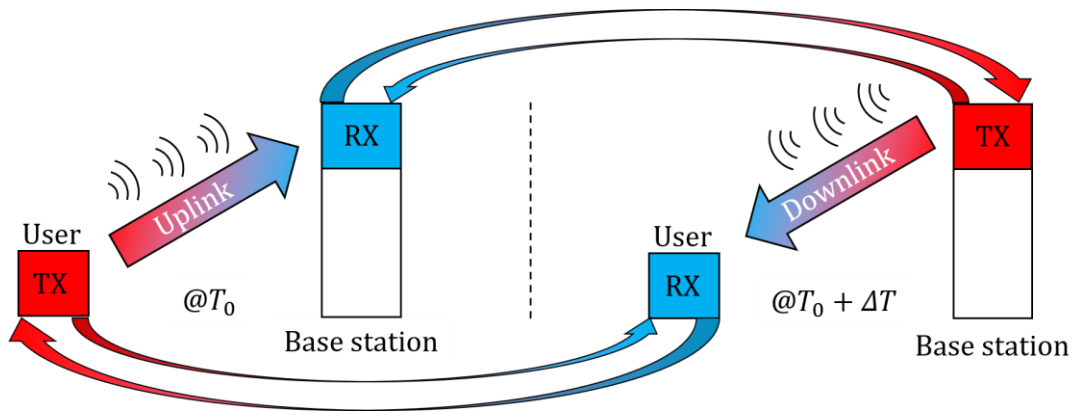 RX
Uplink
User
TX
@T₀
Base station
TX
Downlink
User
RX
@T₀ + ΔT
Base station